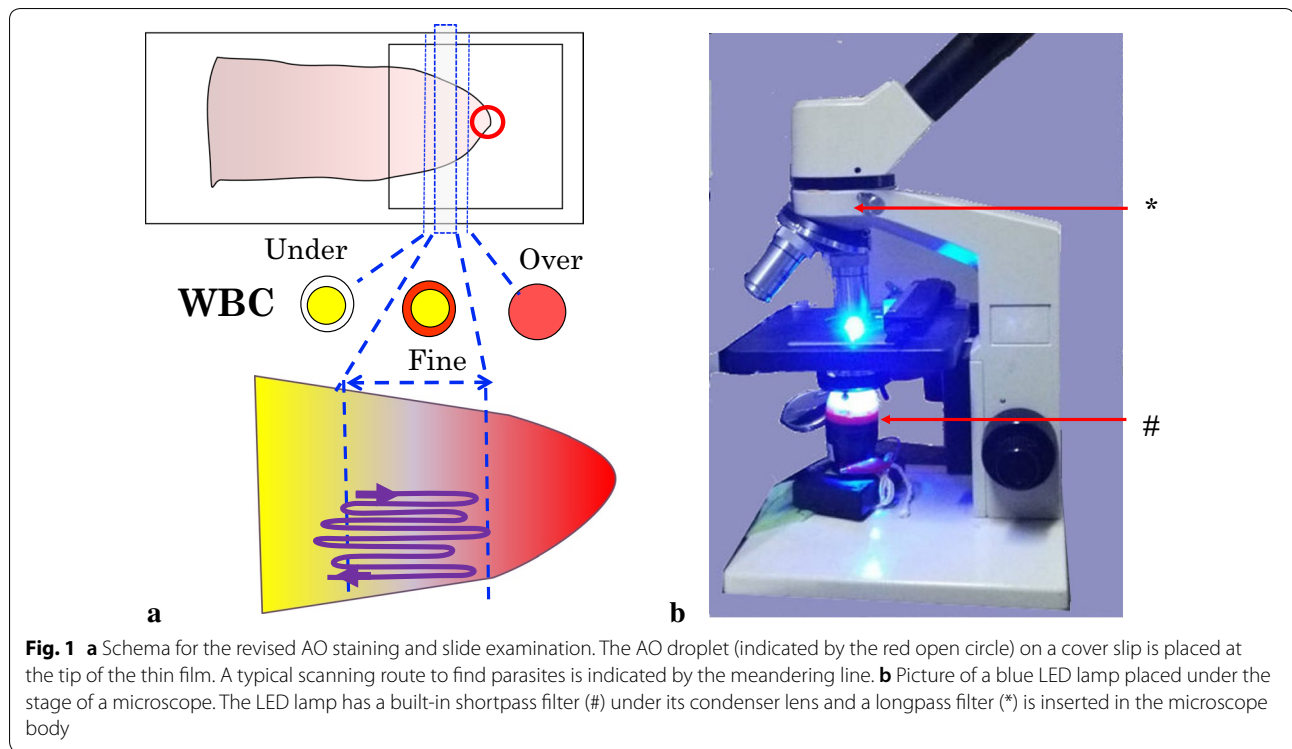 Under
Over
WBC
Fine
*
#
a
b
Fig. 1 a Schema for the revised AO staining and slide examination. The AO droplet (indicated by the red open circle) on a cover slip is placed at
the tip of the thin film. A typical scanning route to find parasites is indicated by the meandering line. b Picture of a blue LED lamp placed under the
stage of a microscope. The LED lamp has a built-in shortpass filter (#) under its condenser lens and a longpass filter (*) is inserted in the microscope
body